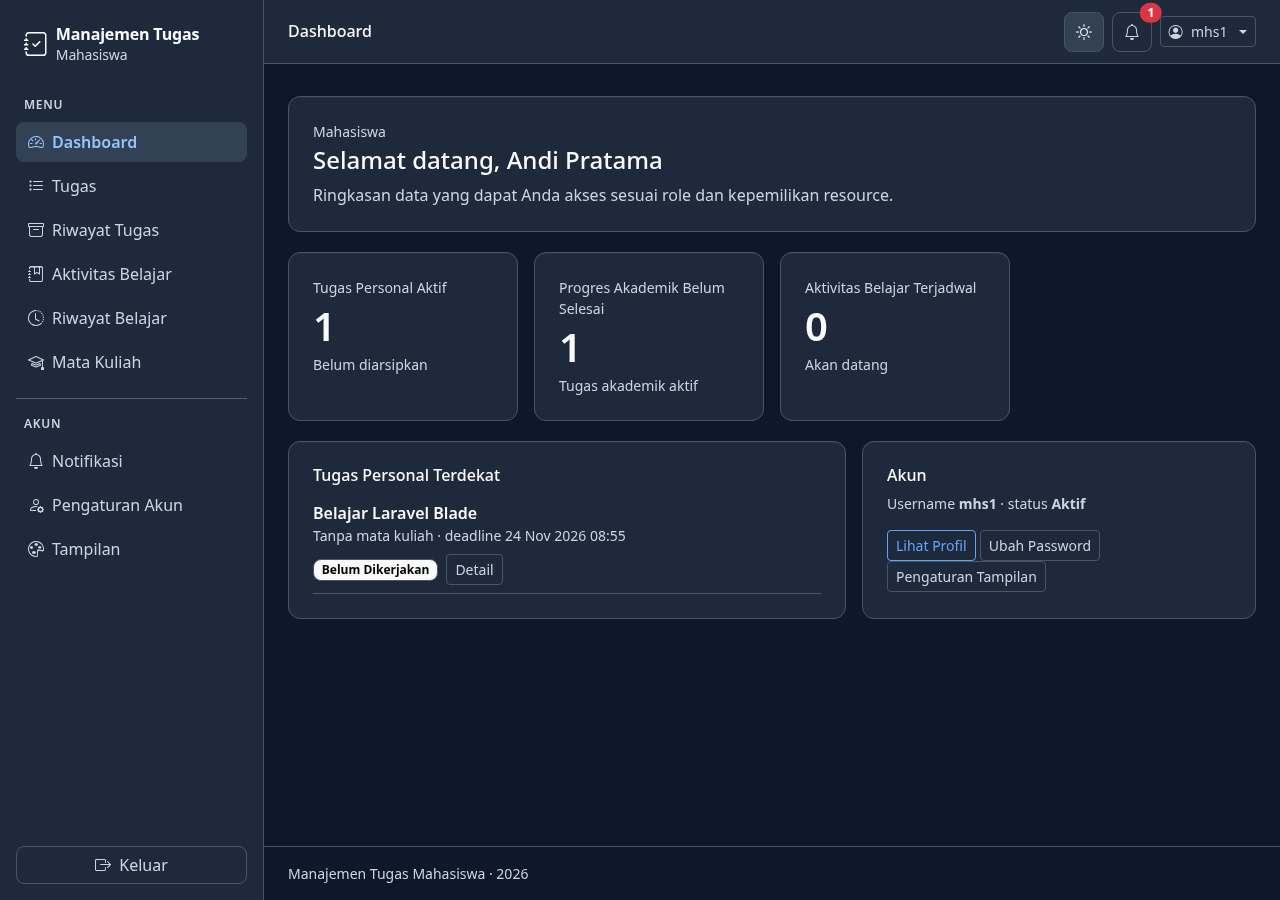 Manajemen Tugas
Mahasiswa
MENU
Dashboard
Tugas
Riwayat Tugas
Aktivitas Belajar
Riwayat Belajar
Mata Kuliah
AKUN
Notifikasi
Pengaturan Akun
Tampilan
Keluar
Dashboard
1
mhs1
Mahasiswa
Selamat datang, Andi Pratama
Ringkasan data yang dapat Anda akses sesuai role dan kepemilikan resource.
Tugas Personal Aktif
1
Belum diarsipkan
Progres Akademik Belum
Selesai
1
Tugas akademik aktif
Aktivitas Belajar Terjadwal
0
Akan datang
Tugas Personal Terdekat
Belajar Laravel Blade
Tanpa mata kuliah · deadline 24 Nov 2026 08:55
Belum Dikerjakan Detail
Akun
Username mhs1 · status Aktif
Lihat Profil Ubah Password
Pengaturan Tampilan
Manajemen Tugas Mahasiswa · 2026